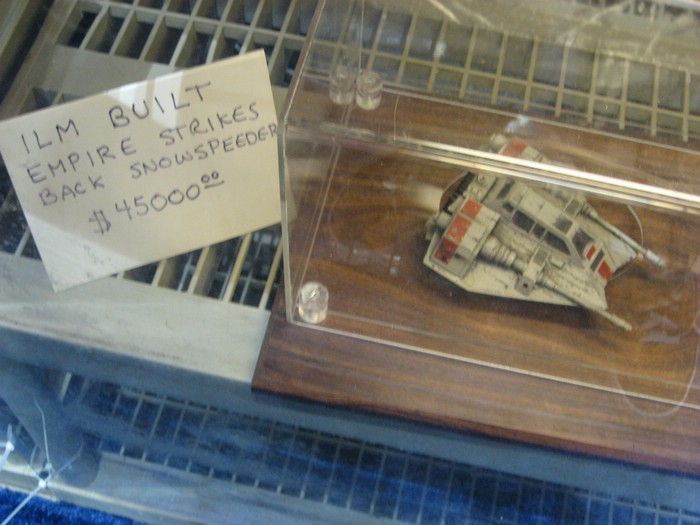 ILM BUILT
EMPIRE STRIKES
BACK SNOWSPEEDER
$45000.00